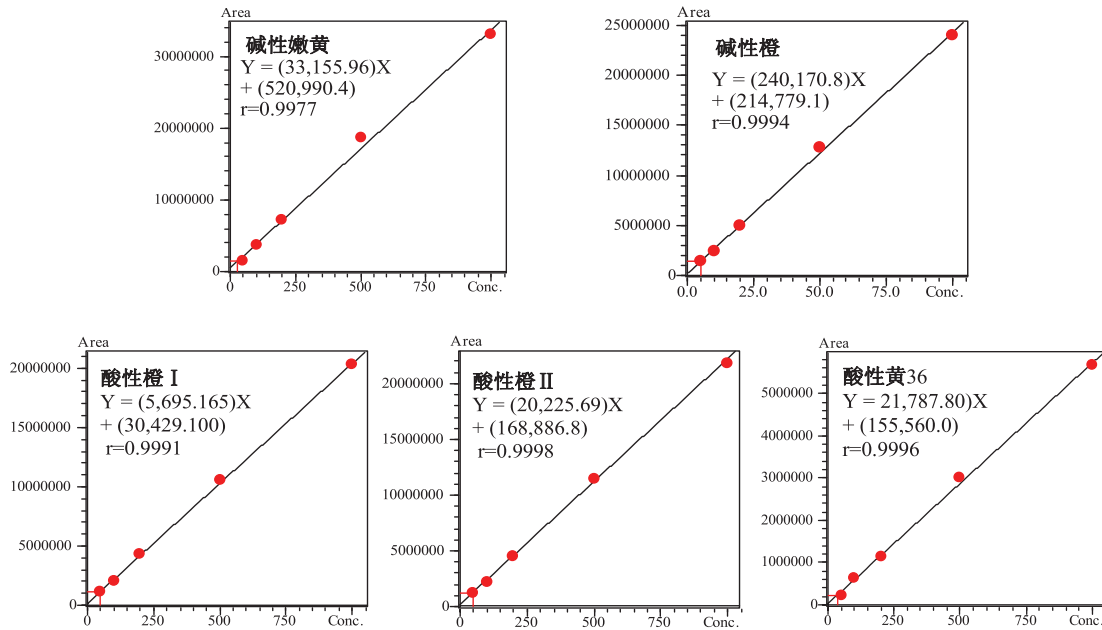 Area
30000000
20000000
10000000
0
碱性嫩黄
Y = (33,155.96)X
+ (520,990.4)
r=0.9977
0 250 500 750 Conc.
Area
25000000
20000000
15000000
10000000
5000000
0
碱性橙
Y = (240,170.8)X
+ (214,779.1)
r=0.9994
0.0 25.0 50.0 75.0 Conc.
Area
20000000
15000000
10000000
5000000
0
酸性橙Ⅰ
Y = (5,695.165)X
+ (30,429.100)
r=0.9991
0 250 500 750 Conc.
Area
20000000
15000000
10000000
5000000
0
酸性橙Ⅱ
Y = (20,225.69)X
+ (168,886.8)
r=0.9998
0 250 500 750 Conc.
Area
5000000
4000000
3000000
2000000
1000000
0
酸性黄36
Y = 21,787.80)X
+ (155,560.0)
r=0.9996
0 250 500 750 Conc.